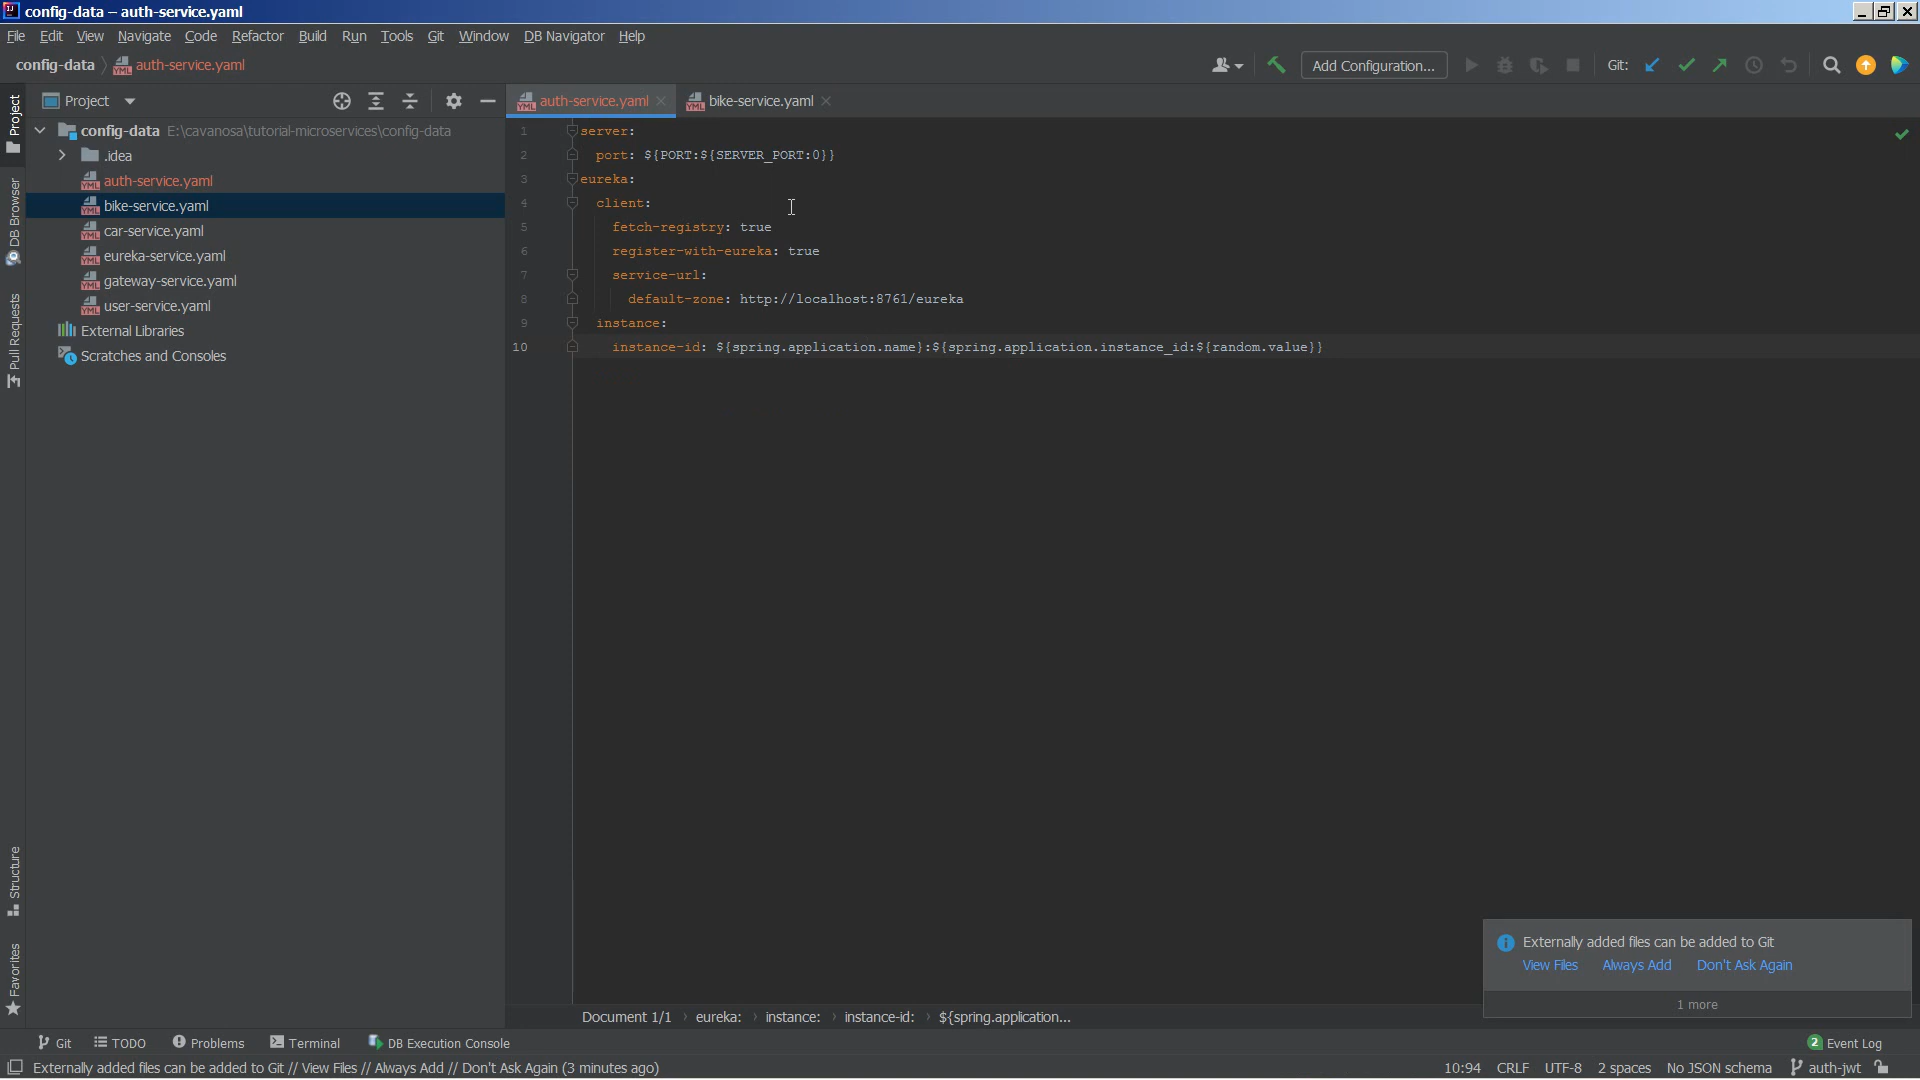 config-data – auth-service.yaml
File Edit View Navigate Code Refactor Build Run Tools Git Window DB Navigator Help
config-data auth-service.yaml
Add Configuration...
Git:
Project
auth-service.yaml
bike-service.yaml
config-data E:\cavanosa\tutorial-microservices\config-data
.idea
auth-service.yaml
bike-service.yaml
car-service.yaml
eureka-service.yaml
gateway-service.yaml
user-service.yaml
External Libraries
Scratches and Consoles
Project
DB Browser
Pull Requests
Structure
Favorites
1 server:
2 port: ${PORT:${SERVER_PORT:0}}
3 eureka:
4 client:
5 fetch-registry: true
6 register-with-eureka: true
7 service-url:
8 default-zone: http://localhost:8761/eureka
9 instance:
10 instance-id: ${spring.application.name}:${spring.application.instance_id:${random.value}}
Externally added files can be added to Git
View Files Always Add Don't Ask Again
1 more
Document 1/1 eureka: instance: instance-id: ${spring.application...
Git TODO Problems Terminal DB Execution Console
2 Event Log
Externally added files can be added to Git // View Files // Always Add // Don't Ask Again (3 minutes ago)
10:94 CRLF UTF-8 2 spaces No JSON schema auth-jwt